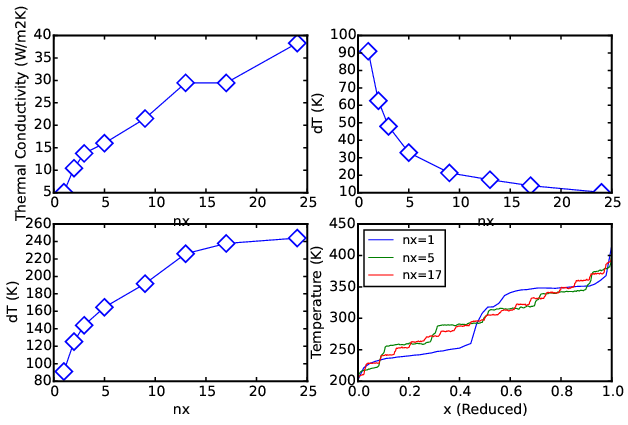 Thermal Conductivity (W/m2K)
40
35
30
25
20
15
10
5
0 5 10 15 20 25
nx
dT (K)
100
90
80
70
60
50
40
30
20
10
0 5 10 15 20 25
nx
dT (K)
260
240
220
200
180
160
140
120
100
80
0 5 10 15 20 25
nx
Temperature (K)
450
400
350
300
250
200
nx=1
nx=5
nx=17
0.0 0.2 0.4 0.6 0.8 1.0
x (Reduced)